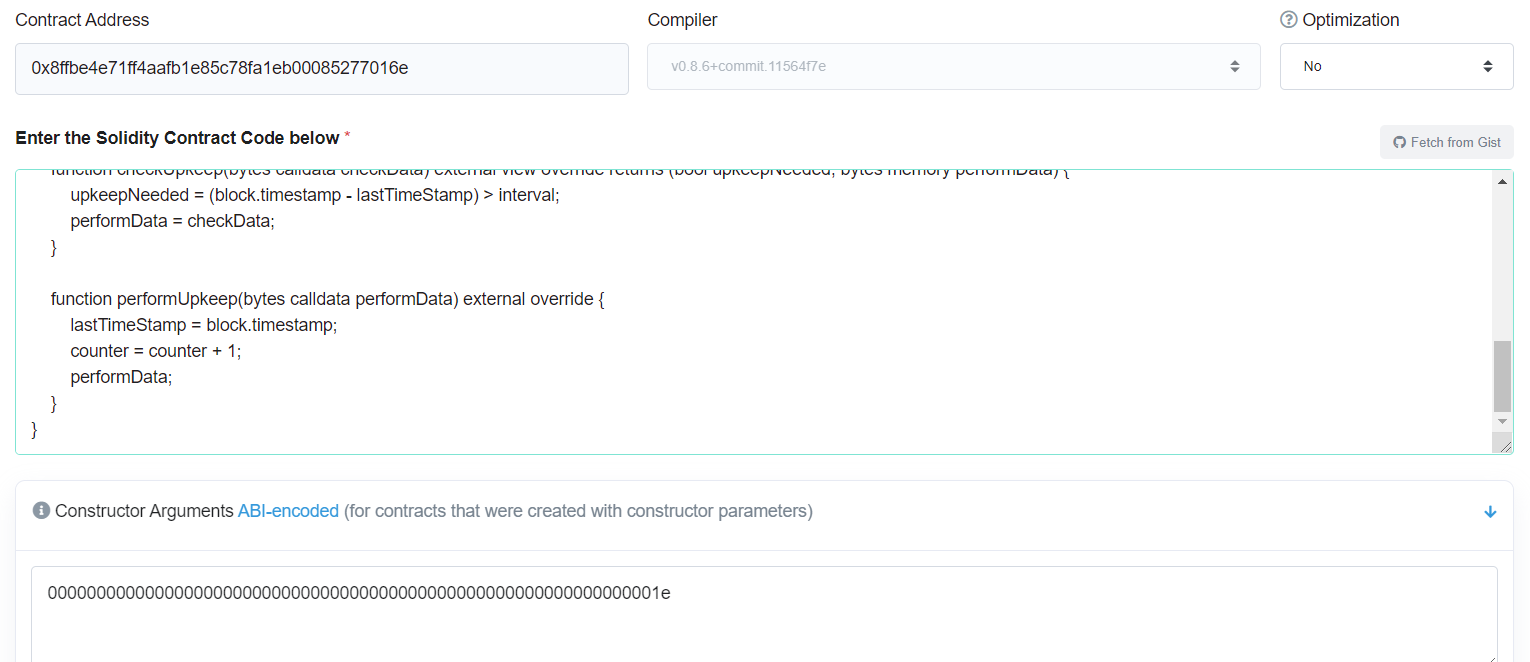 Contract Address
Compiler
Optimization
0x8ffbe4e71ff4aafb1e85c78fa1eb00085277016e
v0.8.6+commit.11564f7e
No
Enter the Solidity Contract Code below *
Fetch from Gist
function checkUpkeep(bytes calldata checkData) external view override returns (bool upkeepNeeded, bytes memory performData) {
upkeepNeeded = (block.timestamp - lastTimeStamp) > interval;
performData = checkData;
}
function performUpkeep(bytes calldata performData) external override {
lastTimeStamp = block.timestamp;
counter = counter + 1;
performData;
}
}
Constructor Arguments ABI-encoded (for contracts that were created with constructor parameters)
000000000000000000000000000000000000000000000000000000000000001e